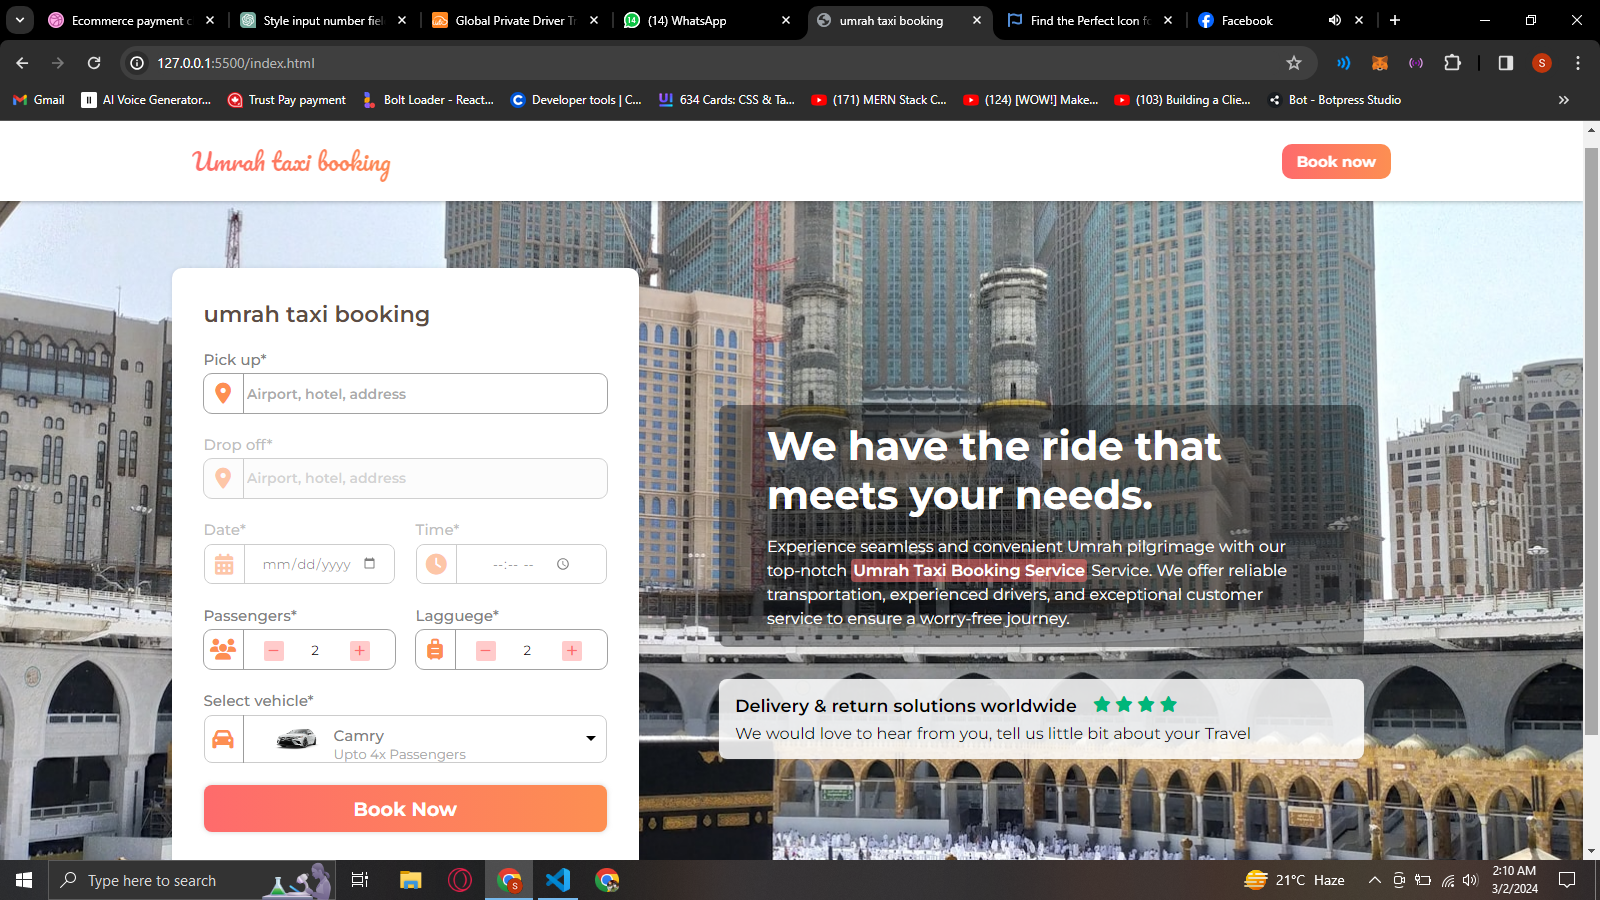 Ecommerce payment c
Style input number fiel
Global Private Driver Tr
(14) WhatsApp
umrah taxi booking
Find the Perfect Icon fo
Facebook
127.0.0.1:5500/index.html
S
Gmail
AI Voice Generator...
Trust Pay payment
Bolt Loader - React...
Developer tools | C...
634 Cards: CSS & Ta...
(171) MERN Stack C...
(124) [WOW!] Make...
(103) Building a Clie...
Bot - Botpress Studio
Umrah taxi booking
Book now
umrah taxi booking
Pick up*
Airport, hotel, address
Drop off*
Airport, hotel, address
Date*
Time*
mm/dd/yyyy
--:-- --
Passengers*
Lagguege*
2
2
Select vehicle*
Camry
Upto 4x Passengers
Book Now
We have the ride that
meets your needs.
Experience seamless and convenient Umrah pilgrimage with our
top-notch Umrah Taxi Booking Service Service. We offer reliable
transportation, experienced drivers, and exceptional customer
service to ensure a worry-free journey.
Delivery & return solutions worldwide
We would love to hear from you, tell us little bit about your Travel
Type here to search
21°C Haze
2:10 AM
3/2/2024